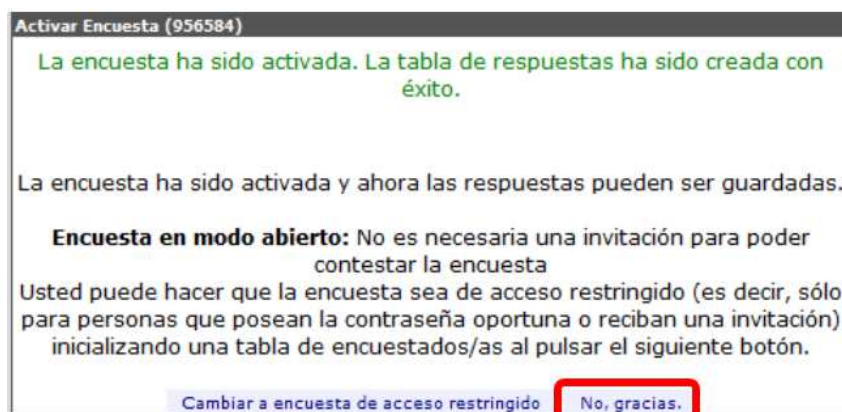 Activar Encuesta (956584)
La encuesta ha sido activada. La tabla de respuestas ha sido creada con
éxito.
La encuesta ha sido activada y ahora las respuestas pueden ser guardadas.
Encuesta en modo abierto: No es necesaria una invitación para poder
contestar la encuesta
Usted puede hacer que la encuesta sea de acceso restringido (es decir, sólo
para personas que posean la contraseña oportuna o reciban una invitación)
inicializando una tabla de encuestados/as al pulsar el siguiente botón.
Cambiar a encuesta de acceso restringido No, gracias.